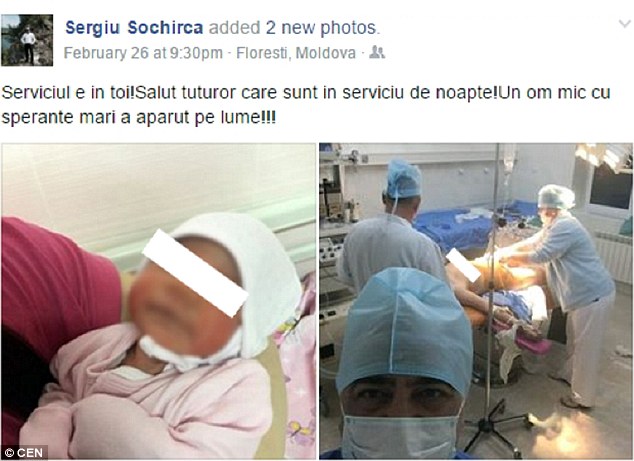 Sergiu Sochirca added 2 new photos.
February 26 at 9:30pm · Floresti, Moldova ·
Serviciul e in toi!Salut tuturor care sunt in serviciu de noapte!Un om mic cu
sperante mari a aparut pe lume!!!
© CEN